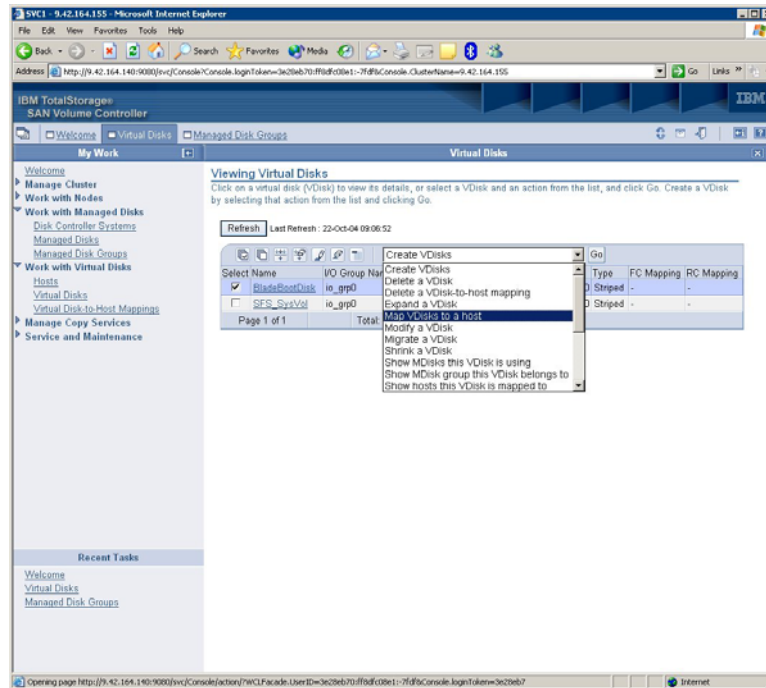 SVC1 - 9.42.164.155 - Microsoft Internet Explorer
File Edit View Favorites Tools Help
Back Search Favorites Media
Address http://9.42.164.140:9080/svc/Console?Console.loginToken=3e28eb70:ff8dfc08e1:-7fdf&Console.ClusterName=9.42.164.155 Go Links »
IBM TotalStorage®
SAN Volume Controller
IBM
Welcome Virtual Disks Managed Disk Groups
My Work
Virtual Disks
Welcome
Manage Cluster
Work with Nodes
Work with Managed Disks
Disk Controller Systems
Managed Disks
Managed Disk Groups
Work with Virtual Disks
Hosts
Virtual Disks
Virtual Disk-to-Host Mappings
Manage Copy Services
Service and Maintenance
Recent Tasks
Welcome
Virtual Disks
Managed Disk Groups
Viewing Virtual Disks
Click on a virtual disk (VDisk) to view its details, or select a VDisk and an action from the list, and click Go. Create a VDisk
by selecting that action from the list and clicking Go.
Refresh Last Refresh : 22-Oct-04 09:06:52
Create VDisks Go
Select Name I/O Group Nar Type FC Mapping RC Mapping
BladeBootDisk io_grp0 Striped - -
SFS_SysVol io_grp0 Striped - -
Page 1 of 1 Total:
Create VDisks
Delete a VDisk
Delete a VDisk-to-host mapping
Expand a VDisk
Map VDisks to a host
Modify a VDisk
Migrate a VDisk
Shrink a VDisk
Show MDisks this VDisk is using
Show MDisk group this VDisk belongs to
Show hosts this VDisk is mapped to
Opening page http://9.42.164.140:9080/svc/Console/action/?WCLFacade.UserID=3e28eb70:ff8dfc08e1:-7fdf&Console.loginToken=3e28eb7 Internet